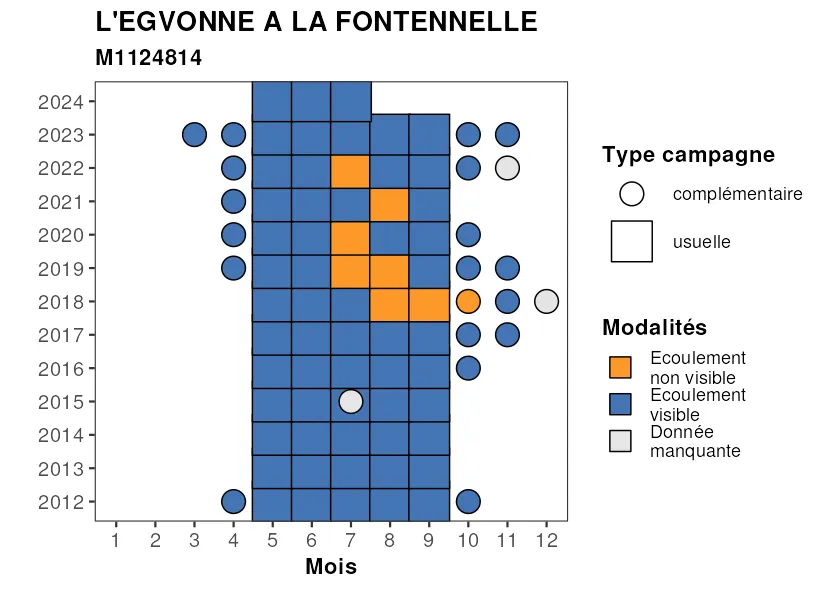 L'EGVONNE A LA FONTENNELLE
M1124814
2024
2023
2022
2021
2020
2019
2018
2017
2016
2015
2014
2013
2012
1 2 3 4 5 6 7 8 9 10 11 12
Mois
Type campagne
complémentaire
usuelle
Modalités
Ecoulement
non visible
Ecoulement
visible
Donnée
manquante